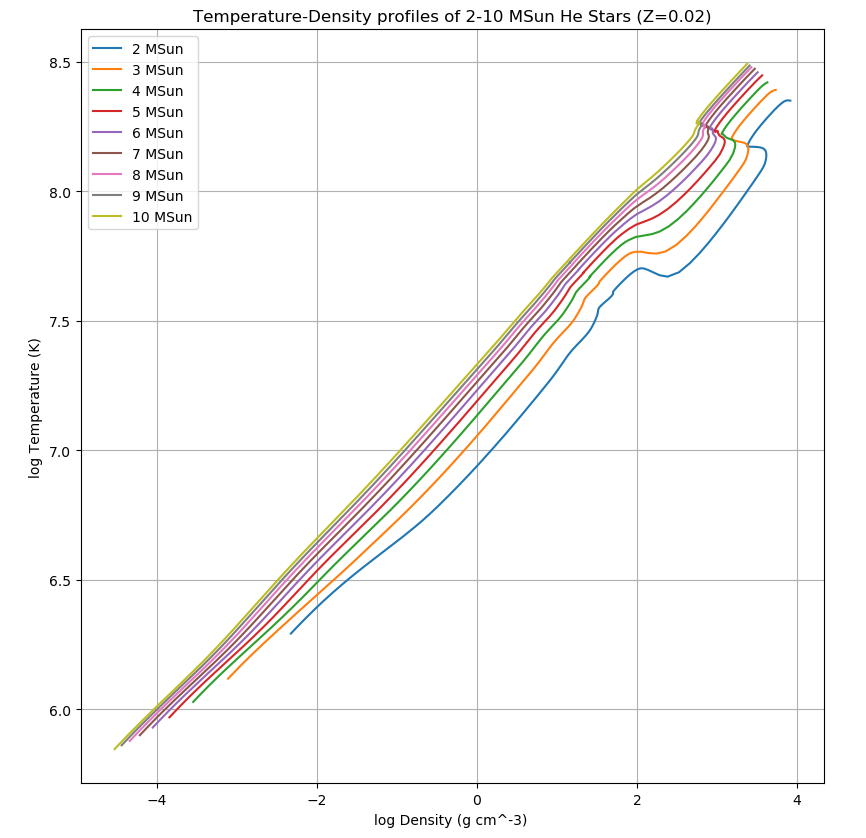 Temperature-Density profiles of 2-10 MSun He Stars (Z=0.02)
2 MSun
3 MSun
4 MSun
5 MSun
6 MSun
7 MSun
8 MSun
9 MSun
10 MSun
log Temperature (K)
8.5
8.0
7.5
7.0
6.5
6.0
−4
−2
0
2
4
log Density (g cm^-3)